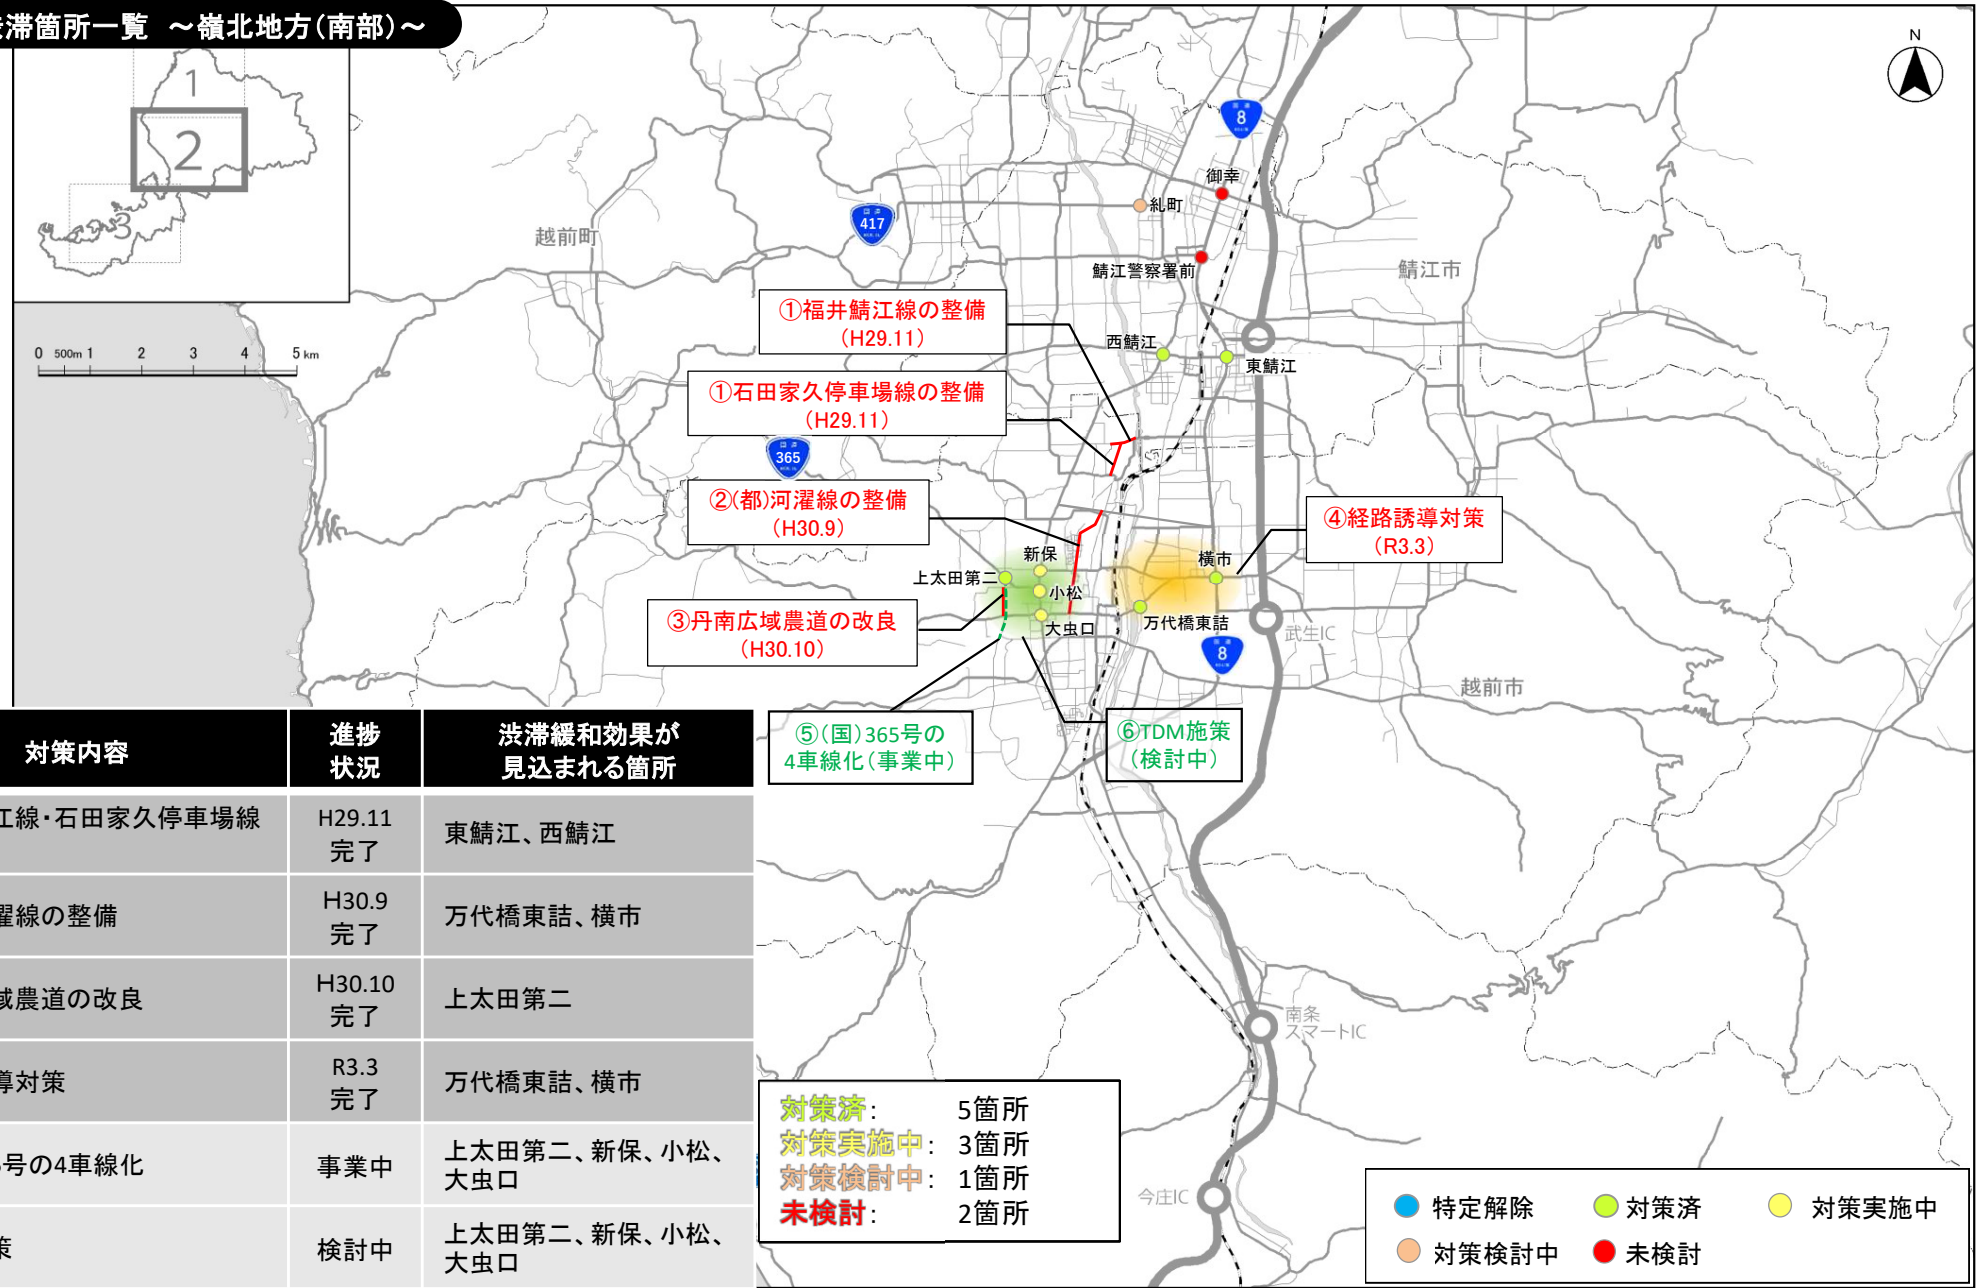 滞箇所一覧 ～嶺北地方(南部)～
1
2
3
N
0 500m 1 2 3 4 5 km
8
417
365
8
越前町
鯖江市
越前市
御幸
糺町
鯖江警察署前
西鯖江
東鯖江
①福井鯖江線の整備
(H29.11)
①石田家久停車場線の整備
(H29.11)
②(都)河濯線の整備
(H30.9)
③丹南広域農道の改良
(H30.10)
④経路誘導対策
(R3.3)
新保
上太田第二
小松
大虫口
横市
万代橋東詰
武生IC
⑤(国)365号の
4車線化(事業中)
⑥TDM施策
(検討中)
南条
スマートIC
今庄IC
対策内容
進捗
状況
渋滞緩和効果が
見込まれる箇所
江線・石田家久停車場線
H29.11
完了
東鯖江、西鯖江
濯線の整備
H30.9
完了
万代橋東詰、横市
域農道の改良
H30.10
完了
上太田第二
導対策
R3.3
完了
万代橋東詰、横市
号の4車線化
事業中
上太田第二、新保、小松、
大虫口
策
検討中
上太田第二、新保、小松、
大虫口
対策済: 5箇所
対策実施中: 3箇所
対策検討中: 1箇所
未検討: 2箇所
特定解除 対策済 対策実施中
対策検討中 未検討